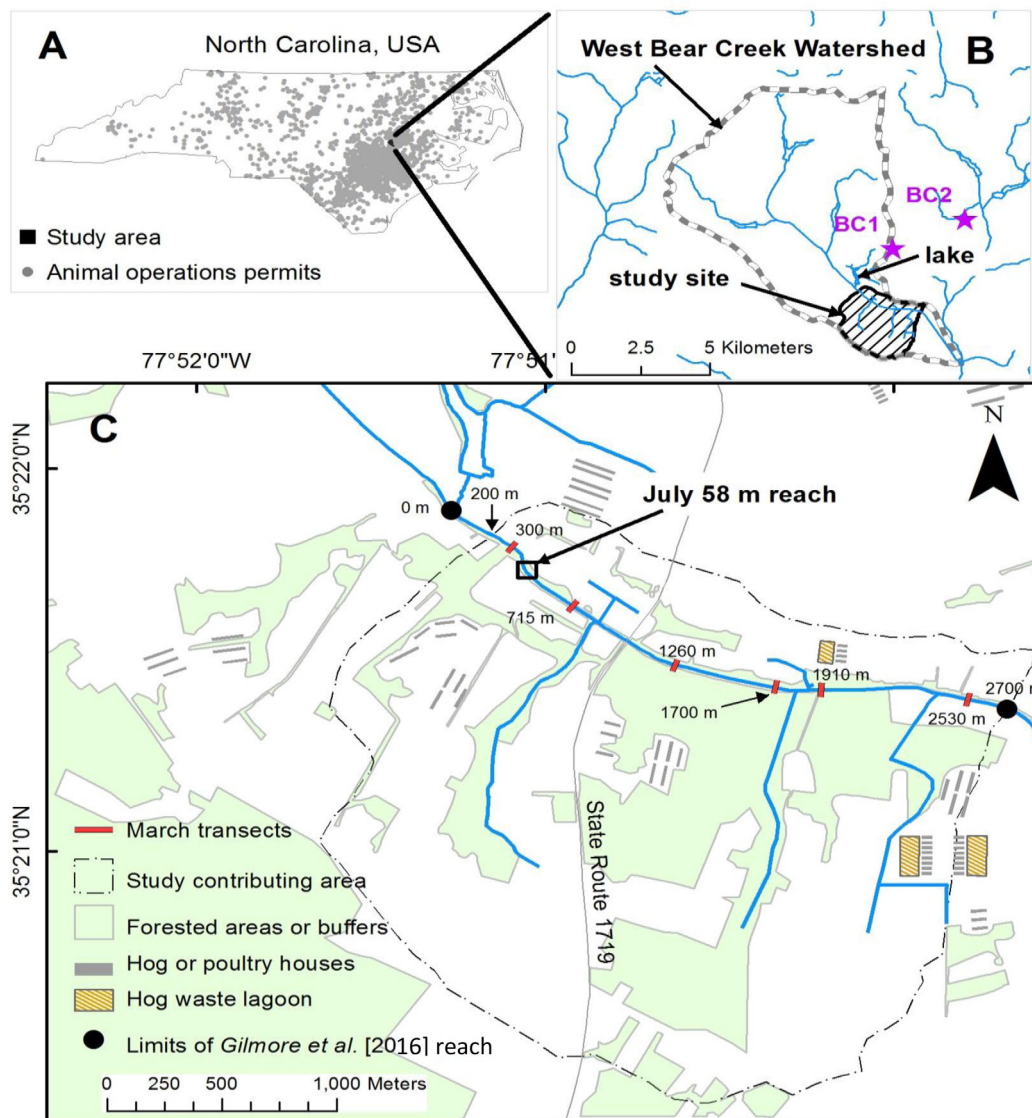 A
North Carolina, USA
Study area
Animal operations permits
West Bear Creek Watershed
B
BC2
BC1
lake
study site
0 2.5 5 Kilometers
77°52'0"W
77°51'
C
N
35°22'0"N
35°21'0"N
0 m
200 m
300 m
July 58 m reach
715 m
1260 m
1700 m
1910 m
2530 m
2700 m
State Route 1719
March transects
Study contributing area
Forested areas or buffers
Hog or poultry houses
Hog waste lagoon
Limits of Gilmore et al. [2016] reach
0 250 500 1,000 Meters